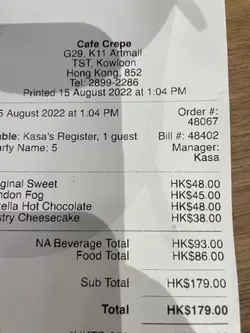 Cafe Crepe
G29, K11 Artmall
TST, Kowloon
Hong Kong, 852
Tel: 2899-2286
Printed 15 August 2022 at 1:04 PM
5 August 2022 at 1:04 PM Order #:
48067
able: Kasa's Register, 1 guest Bill #: 48402
arty Name: 5 Manager:
Kasa
ginal Sweet HK$48.00
ndon Fog HK$45.00
tella Hot Chocolate HK$48.00
stry Cheesecake HK$38.00
NA Beverage Total HK$93.00
Food Total HK$86.00
Sub Total HK$179.00
Total HK$179.00